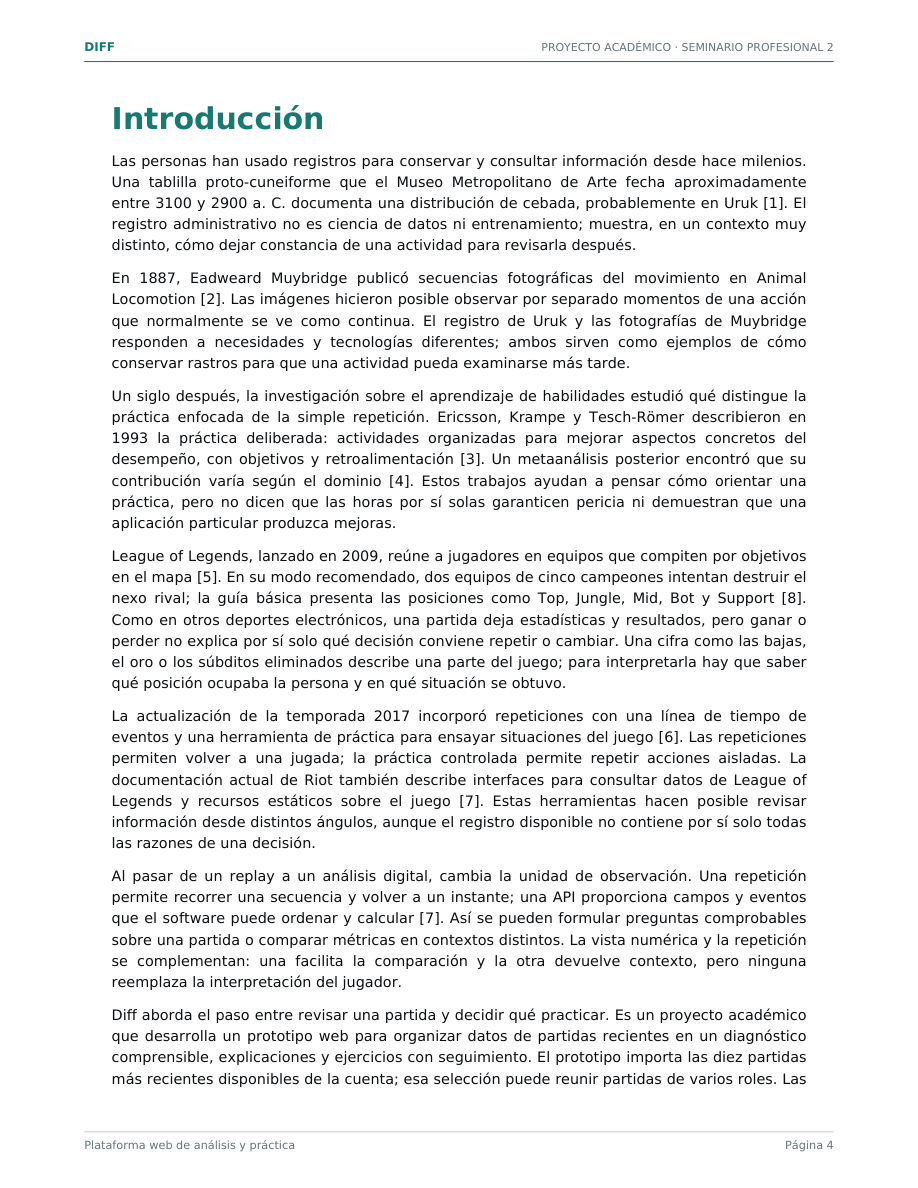 DIFF
PROYECTO ACADÉMICO · SEMINARIO PROFESIONAL 2
Introducción
Las personas han usado registros para conservar y consultar información desde hace milenios.
Una tablilla proto-cuneiforme que el Museo Metropolitano de Arte fecha aproximadamente
entre 3100 y 2900 a. C. documenta una distribución de cebada, probablemente en Uruk [1]. El
registro administrativo no es ciencia de datos ni entrenamiento; muestra, en un contexto muy
distinto, cómo dejar constancia de una actividad para revisarla después.
En 1887, Eadweard Muybridge publicó secuencias fotográficas del movimiento en Animal
Locomotion [2]. Las imágenes hicieron posible observar por separado momentos de una acción
que normalmente se ve como continua. El registro de Uruk y las fotografías de Muybridge
responden a necesidades y tecnologías diferentes; ambos sirven como ejemplos de cómo
conservar rastros para que una actividad pueda examinarse más tarde.
Un siglo después, la investigación sobre el aprendizaje de habilidades estudió qué distingue la
práctica enfocada de la simple repetición. Ericsson, Krampe y Tesch-Römer describieron en
1993 la práctica deliberada: actividades organizadas para mejorar aspectos concretos del
desempeño, con objetivos y retroalimentación [3]. Un metaanálisis posterior encontró que su
contribución varía según el dominio [4]. Estos trabajos ayudan a pensar cómo orientar una
práctica, pero no dicen que las horas por sí solas garanticen pericia ni demuestran que una
aplicación particular produzca mejoras.
League of Legends, lanzado en 2009, reúne a jugadores en equipos que compiten por objetivos
en el mapa [5]. En su modo recomendado, dos equipos de cinco campeones intentan destruir el
nexo rival; la guía básica presenta las posiciones como Top, Jungle, Mid, Bot y Support [8].
Como en otros deportes electrónicos, una partida deja estadísticas y resultados, pero ganar o
perder no explica por sí solo qué decisión conviene repetir o cambiar. Una cifra como las bajas,
el oro o los súbditos eliminados describe una parte del juego; para interpretarla hay que saber
qué posición ocupaba la persona y en qué situación se obtuvo.
La actualización de la temporada 2017 incorporó repeticiones con una línea de tiempo de
eventos y una herramienta de práctica para ensayar situaciones del juego [6]. Las repeticiones
permiten volver a una jugada; la práctica controlada permite repetir acciones aisladas. La
documentación actual de Riot también describe interfaces para consultar datos de League of
Legends y recursos estáticos sobre el juego [7]. Estas herramientas hacen posible revisar
información desde distintos ángulos, aunque el registro disponible no contiene por sí solo todas
las razones de una decisión.
Al pasar de un replay a un análisis digital, cambia la unidad de observación. Una repetición
permite recorrer una secuencia y volver a un instante; una API proporciona campos y eventos
que el software puede ordenar y calcular [7]. Así se pueden formular preguntas comprobables
sobre una partida o comparar métricas en contextos distintos. La vista numérica y la repetición
se complementan: una facilita la comparación y la otra devuelve contexto, pero ninguna
reemplaza la interpretación del jugador.
Diff aborda el paso entre revisar una partida y decidir qué practicar. Es un proyecto académico
que desarrolla un prototipo web para organizar datos de partidas recientes en un diagnóstico
comprensible, explicaciones y ejercicios con seguimiento. El prototipo importa las diez partidas
más recientes disponibles de la cuenta; esa selección puede reunir partidas de varios roles. Las
Plataforma web de análisis y práctica
Página 4